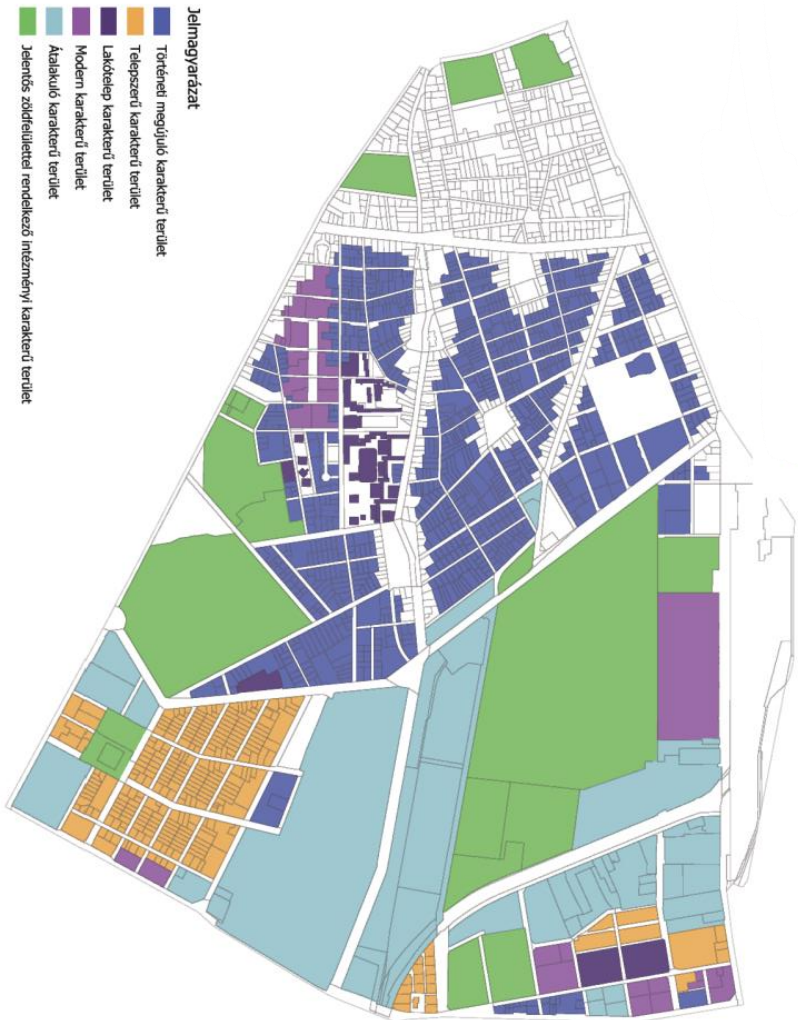 Jelmagyarázat
Történeti megújuló karakterű terület
Telepszerű karakterű terület
Lakótelep karakterű terület
Modern karakterű terület
Átalakuló karakterű terület
Jelentős zöldfelülettel rendelkező intézményi karakterű terület